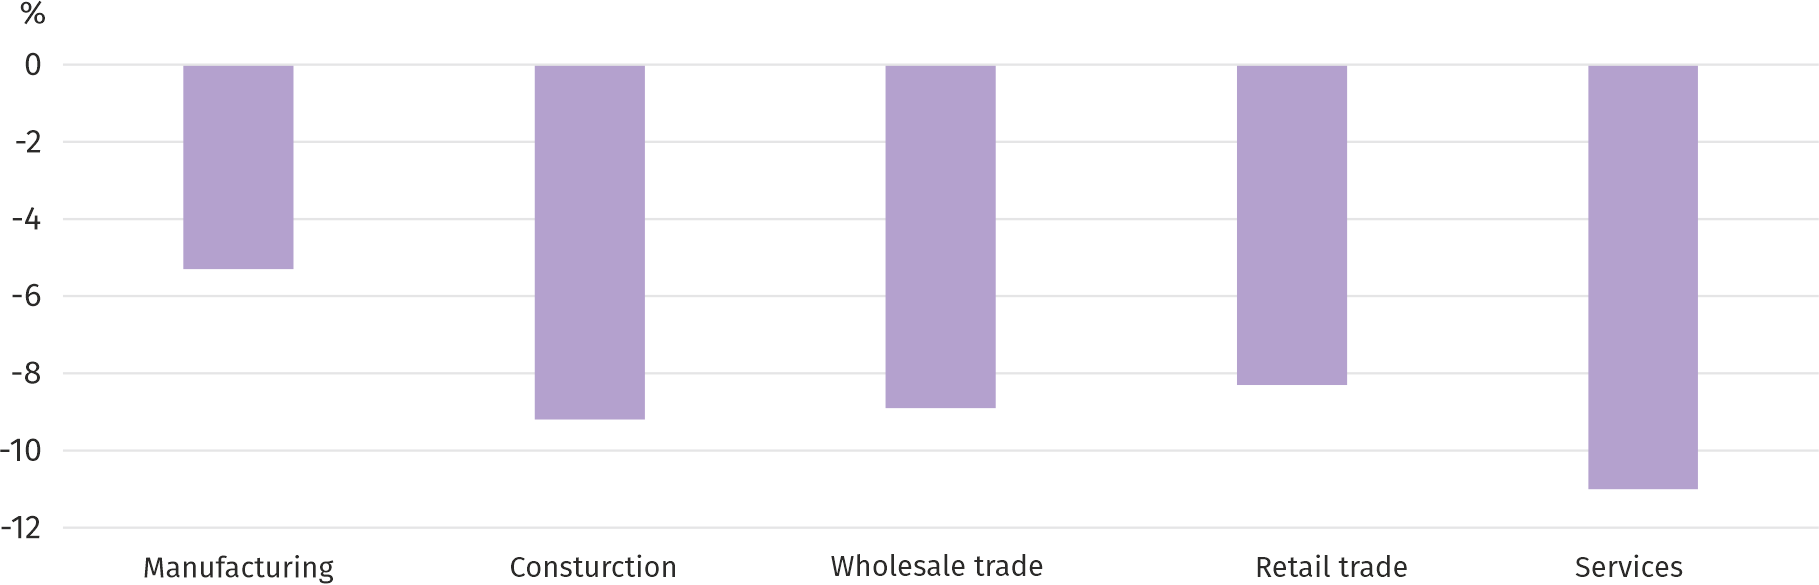 %
0
-2
-4
-6
-8
-10
-12
Manufacturing
Consturction
Wholesale trade
Retail trade
Services